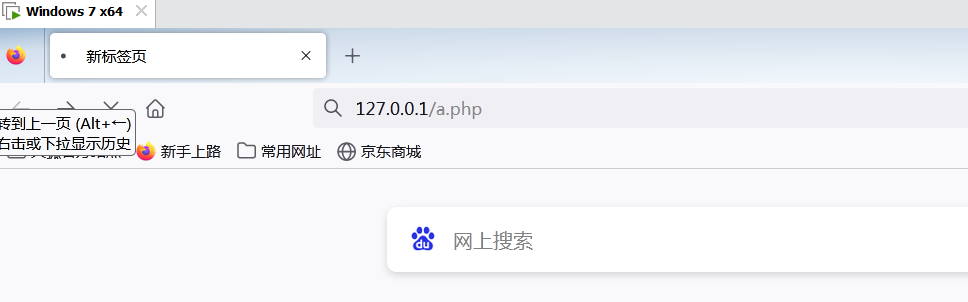 Windows 7 x64
新标签页
127.0.0.1/a.php
转到上一页 (Alt+←)
右击或下拉显示历史
新手上路 常用网址 京东商城
du 网上搜索